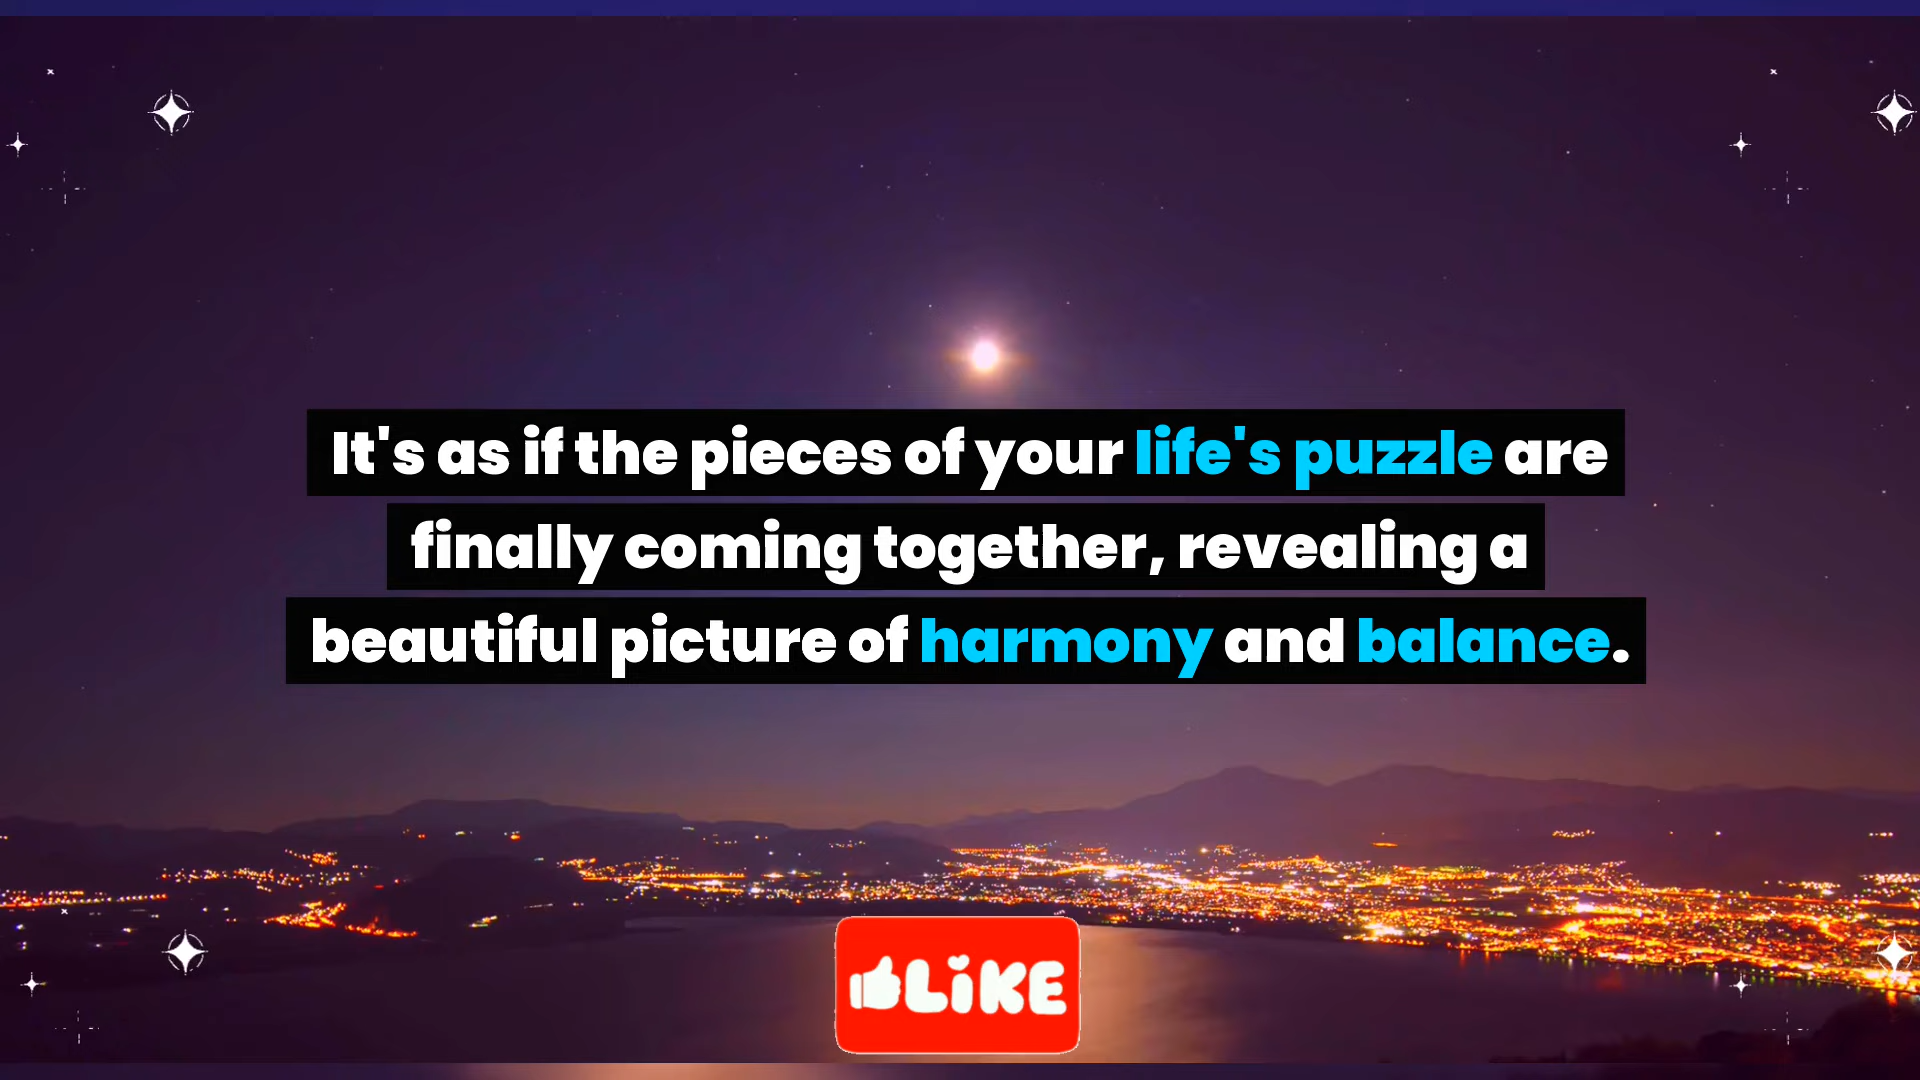 It's as if the pieces of your life's puzzle are
finally coming together, revealing a
beautiful picture of harmony and balance.
LiKE